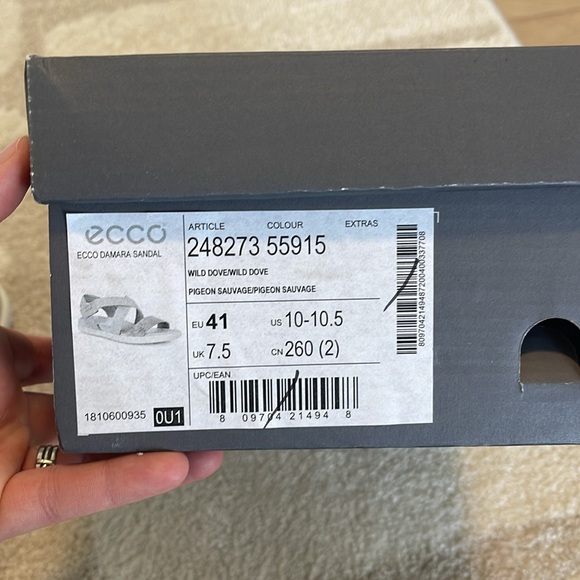 ecco
ECCO DAMARA SANDAL
ARTICLE COLOUR EXTRAS
248273 55915
WILD DOVE/WILD DOVE
PIGEON SAUVAGE/PIGEON SAUVAGE
EU 41 US 10-10.5
UK 7.5 CN 260 (2)
UPC/EAN
8 09704 21494 8
1810600935 0U1
8097042149487200400337708